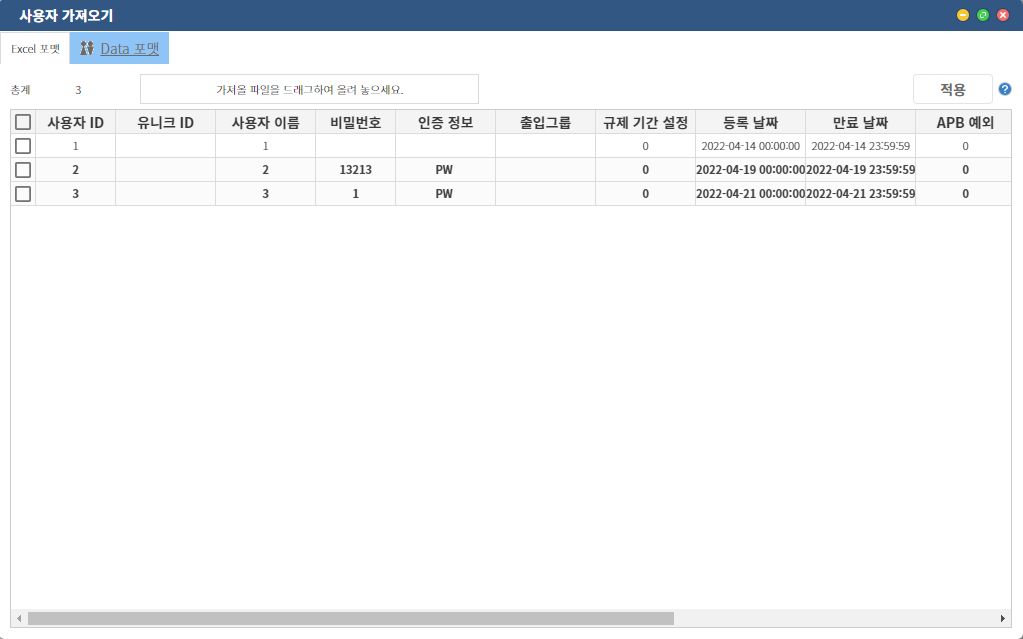 사용자 가져오기
Excel 포맷 Data 포맷
총계 3 가져올 파일을 드래그하여 올려 놓으세요. 적용 ?
사용자 ID 유니크 ID 사용자 이름 비밀번호 인증 정보 출입그룹 규제 기간 설정 등록 날짜 만료 날짜 APB 예외
1 1 0 2022-04-14 00:00:00 2022-04-14 23:59:59 0
2 2 13213 PW 0 2022-04-19 00:00:00 2022-04-19 23:59:59 0
3 3 1 PW 0 2022-04-21 00:00:00 2022-04-21 23:59:59 0